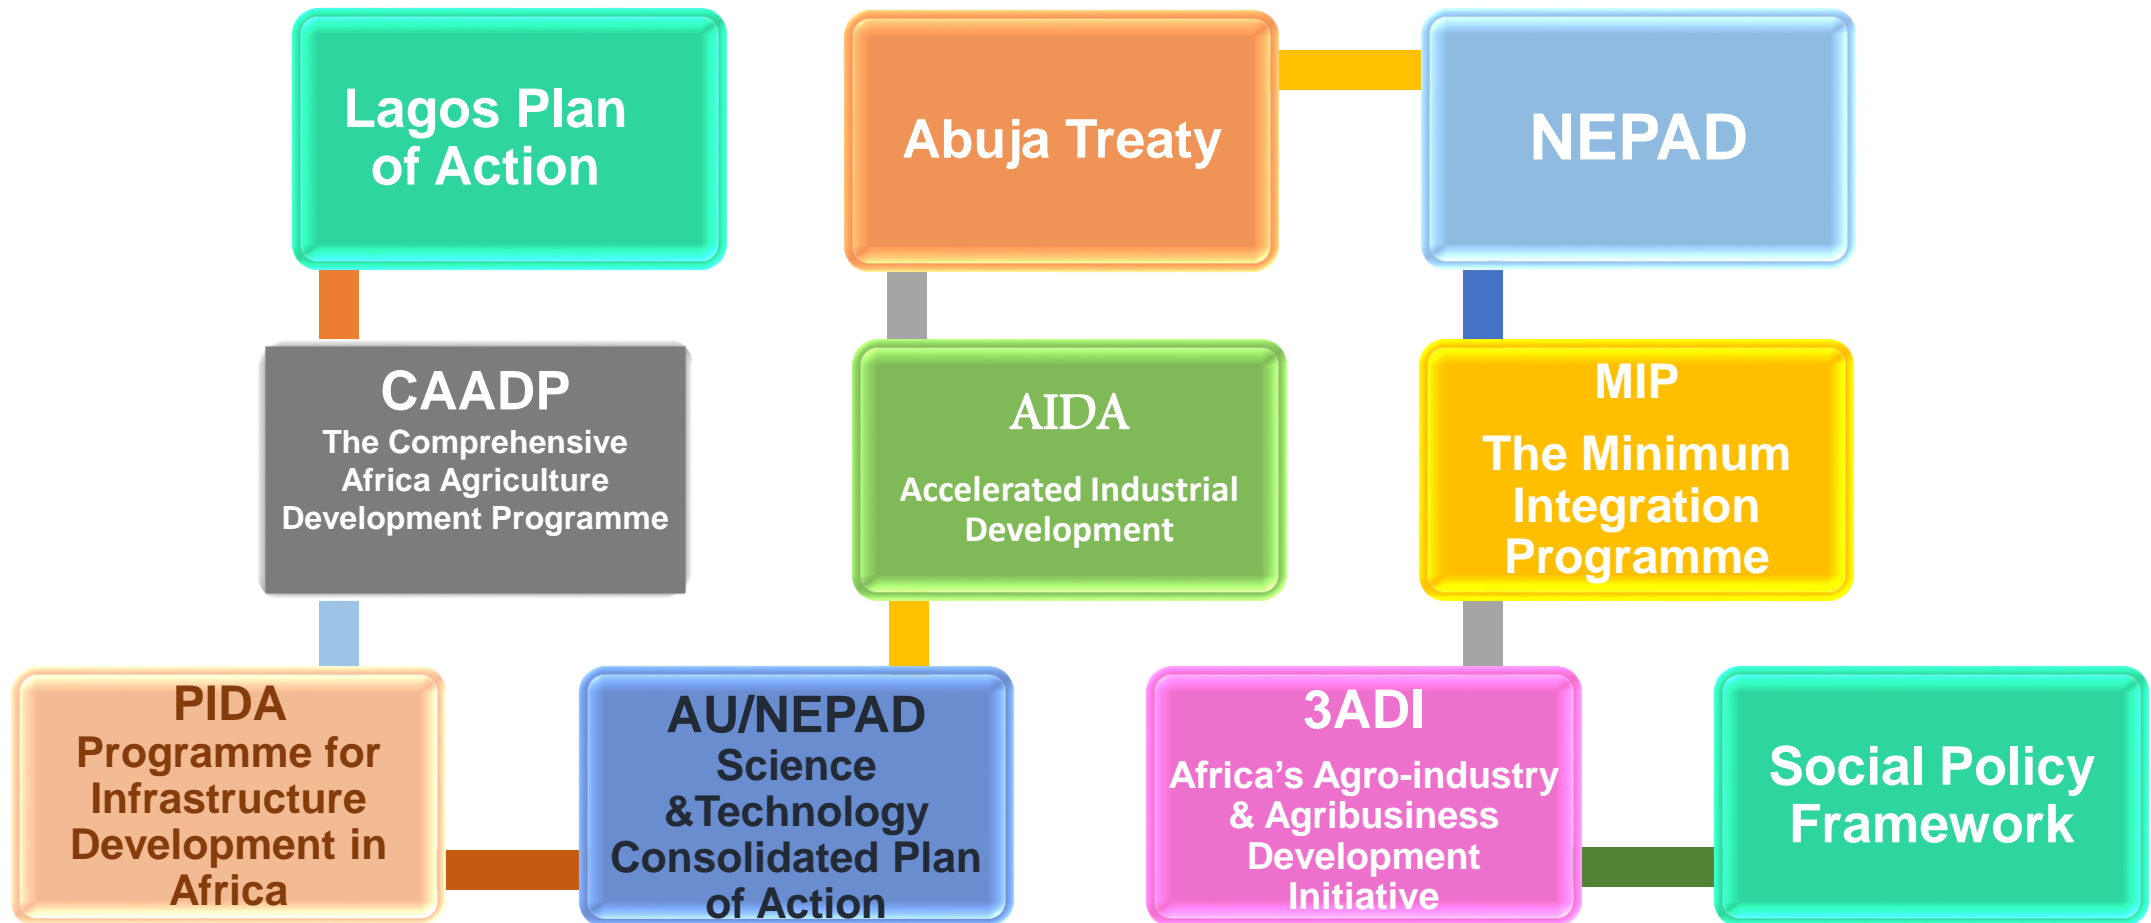 Lagos Plan
of Action
Abuja Treaty
NEPAD
CAADP
The Comprehensive
Africa Agriculture
Development Programme
AIDA
Accelerated Industrial
Development
MIP
The Minimum
Integration
Programme
PIDA
Programme for
Infrastructure
Development in
Africa
AU/NEPAD
Science
&Technology
Consolidated Plan
of Action
3ADI
Africa’s Agro-industry
& Agribusiness
Development
Initiative
Social Policy
Framework